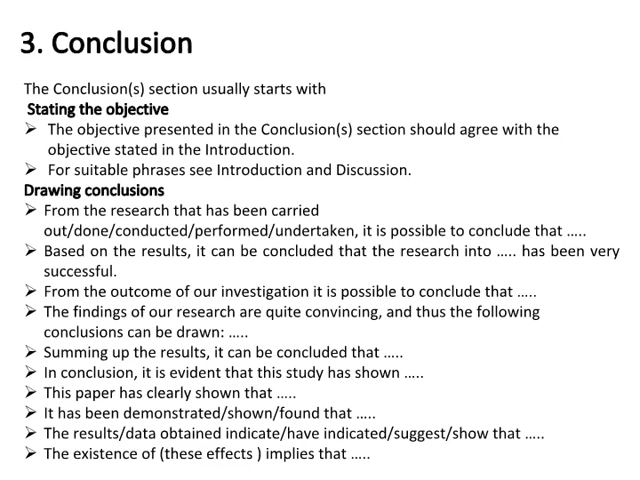 3. Conclusion
The Conclusion(s) section usually starts with
Stating the objective
➢ The objective presented in the Conclusion(s) section should agree with the
objective stated in the Introduction.
➢ For suitable phrases see Introduction and Discussion.
Drawing conclusions
➢ From the research that has been carried
out/done/conducted/performed/undertaken, it is possible to conclude that …..
➢ Based on the results, it can be concluded that the research into ….. has been very
successful.
➢ From the outcome of our investigation it is possible to conclude that …..
➢ The findings of our research are quite convincing, and thus the following
conclusions can be drawn: …..
➢ Summing up the results, it can be concluded that …..
➢ In conclusion, it is evident that this study has shown …..
➢ This paper has clearly shown that …..
➢ It has been demonstrated/shown/found that …..
➢ The results/data obtained indicate/have indicated/suggest/show that …..
➢ The existence of (these effects ) implies that …..